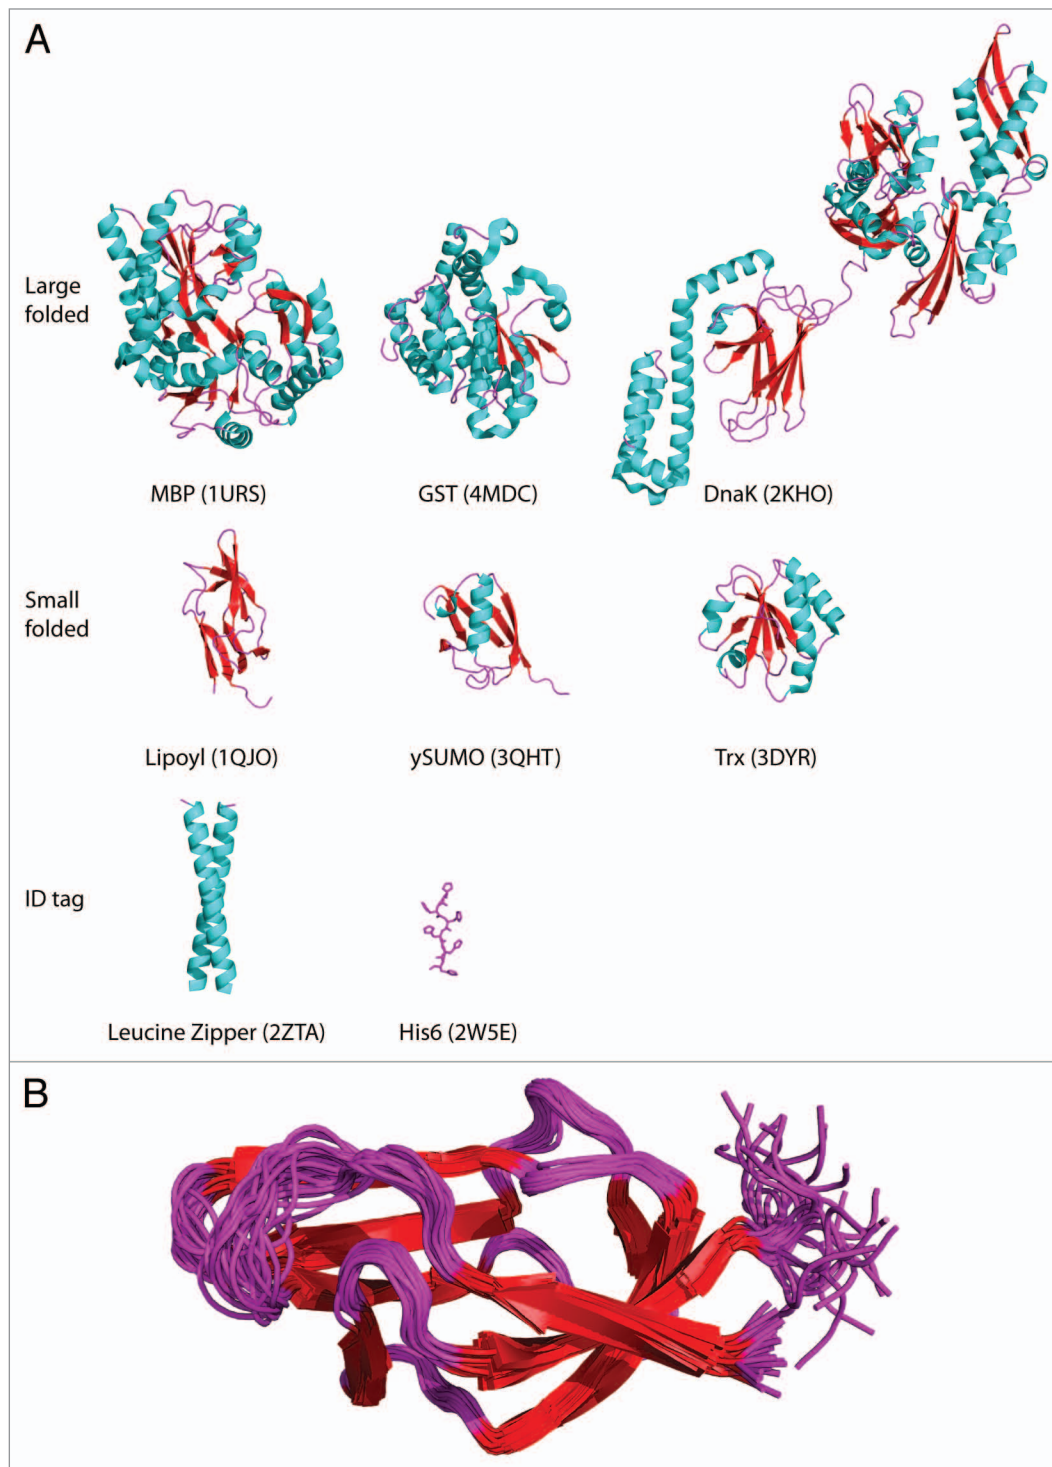 A
Large
folded
MBP (1URS)
GST (4MDC)
DnaK (2KHO)
Small
folded
Lipoyl (1QJO)
ySUMO (3QHT)
Trx (3DYR)
ID tag
Leucine Zipper (2ZTA)
His6 (2W5E)
B